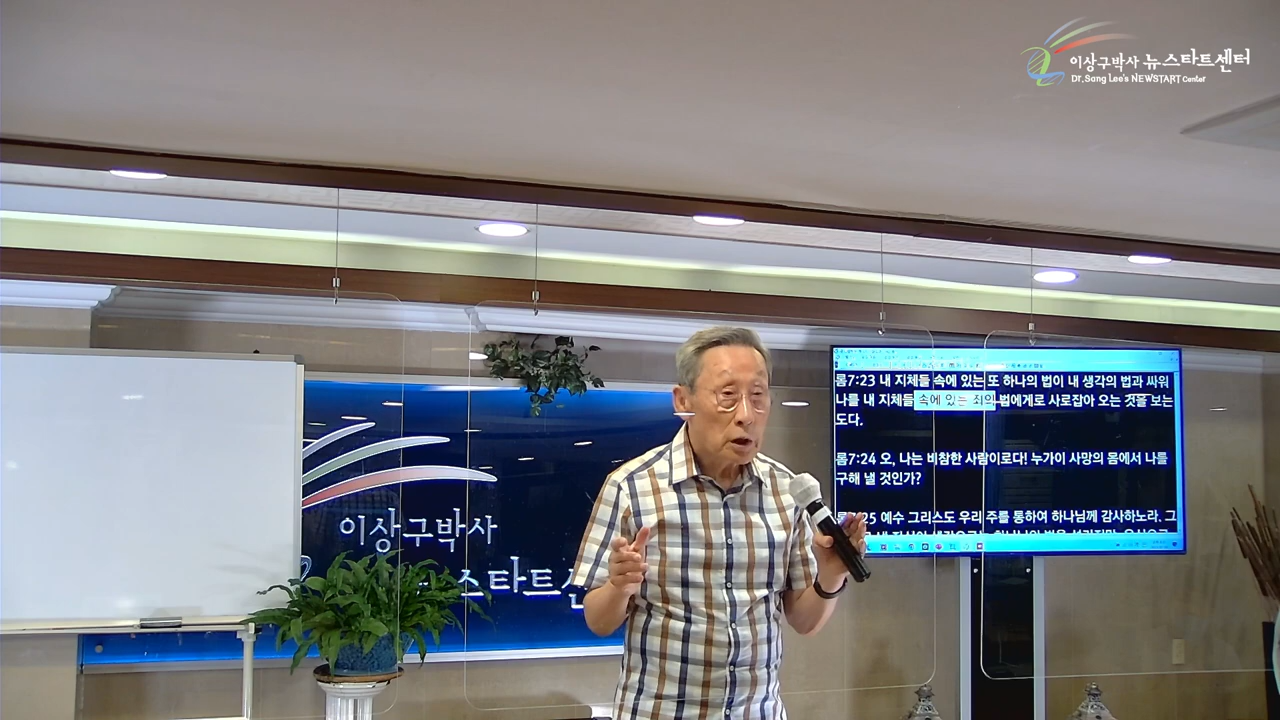 이상구박사 뉴스타트센터
Dr. Sang Lee's NEWSTART Center
롬7:23 내 지체들 속에 있는 또 하나의 법이 내 생각의 법과 싸워
나를 내 지체들 속에 있는 죄의 법에게로 사로잡아 오는 것을 보는
도다.
롬7:24 오, 나는 비참한 사람이로다! 누가이 사망의 몸에서 나를
구해 낼 것인가?
25 예수 그리스도 우리 주를 통하여 하나님께 감사하노라. 그
이상구박사
스타트